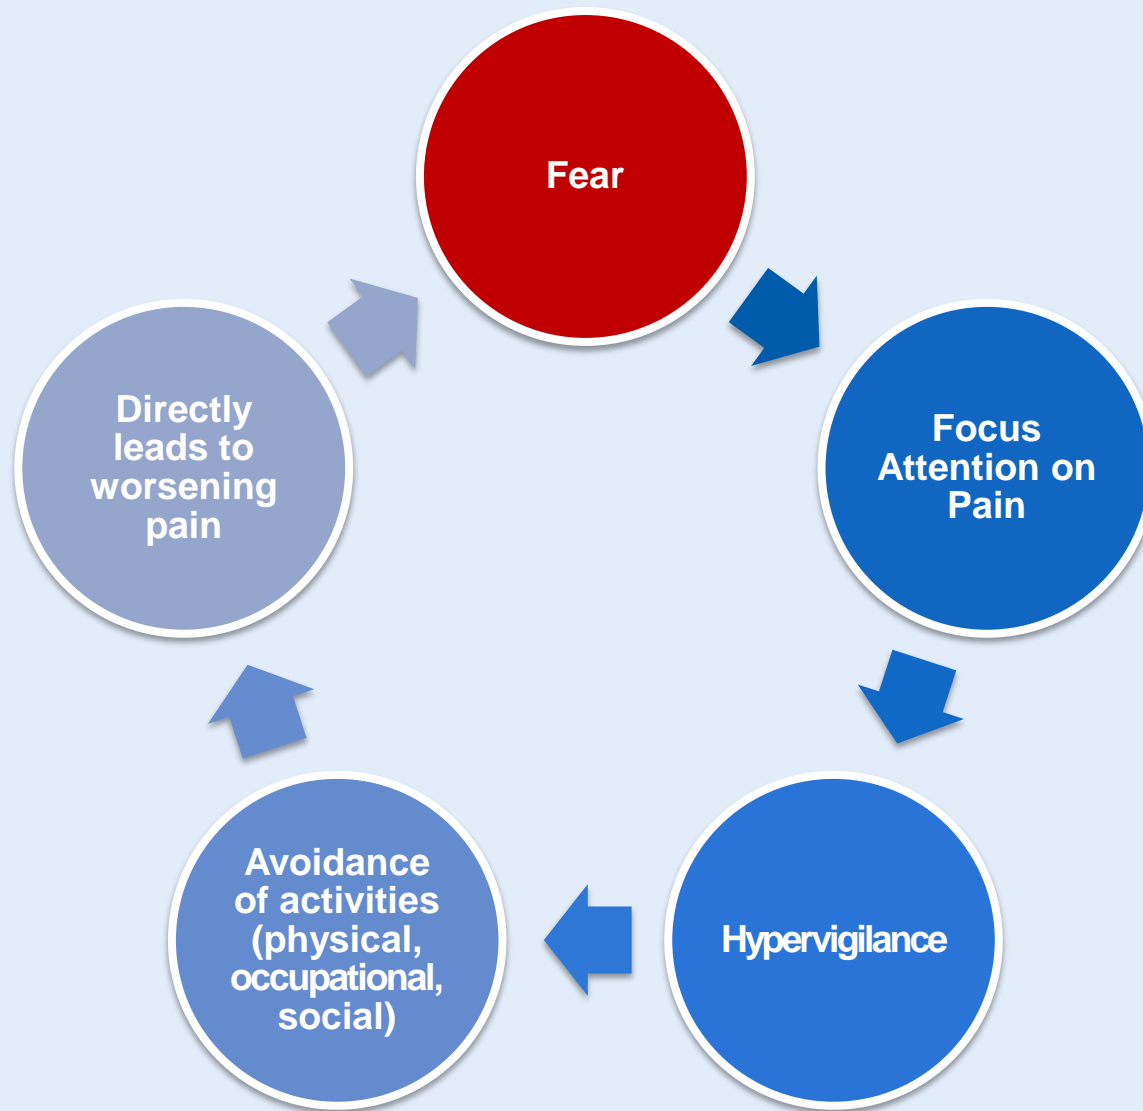 Fear
Focus
Attention on
Pain
Hypervigilance
Avoidance
of activities
(physical,
occupational,
social)
Directly
leads to
worsening
pain